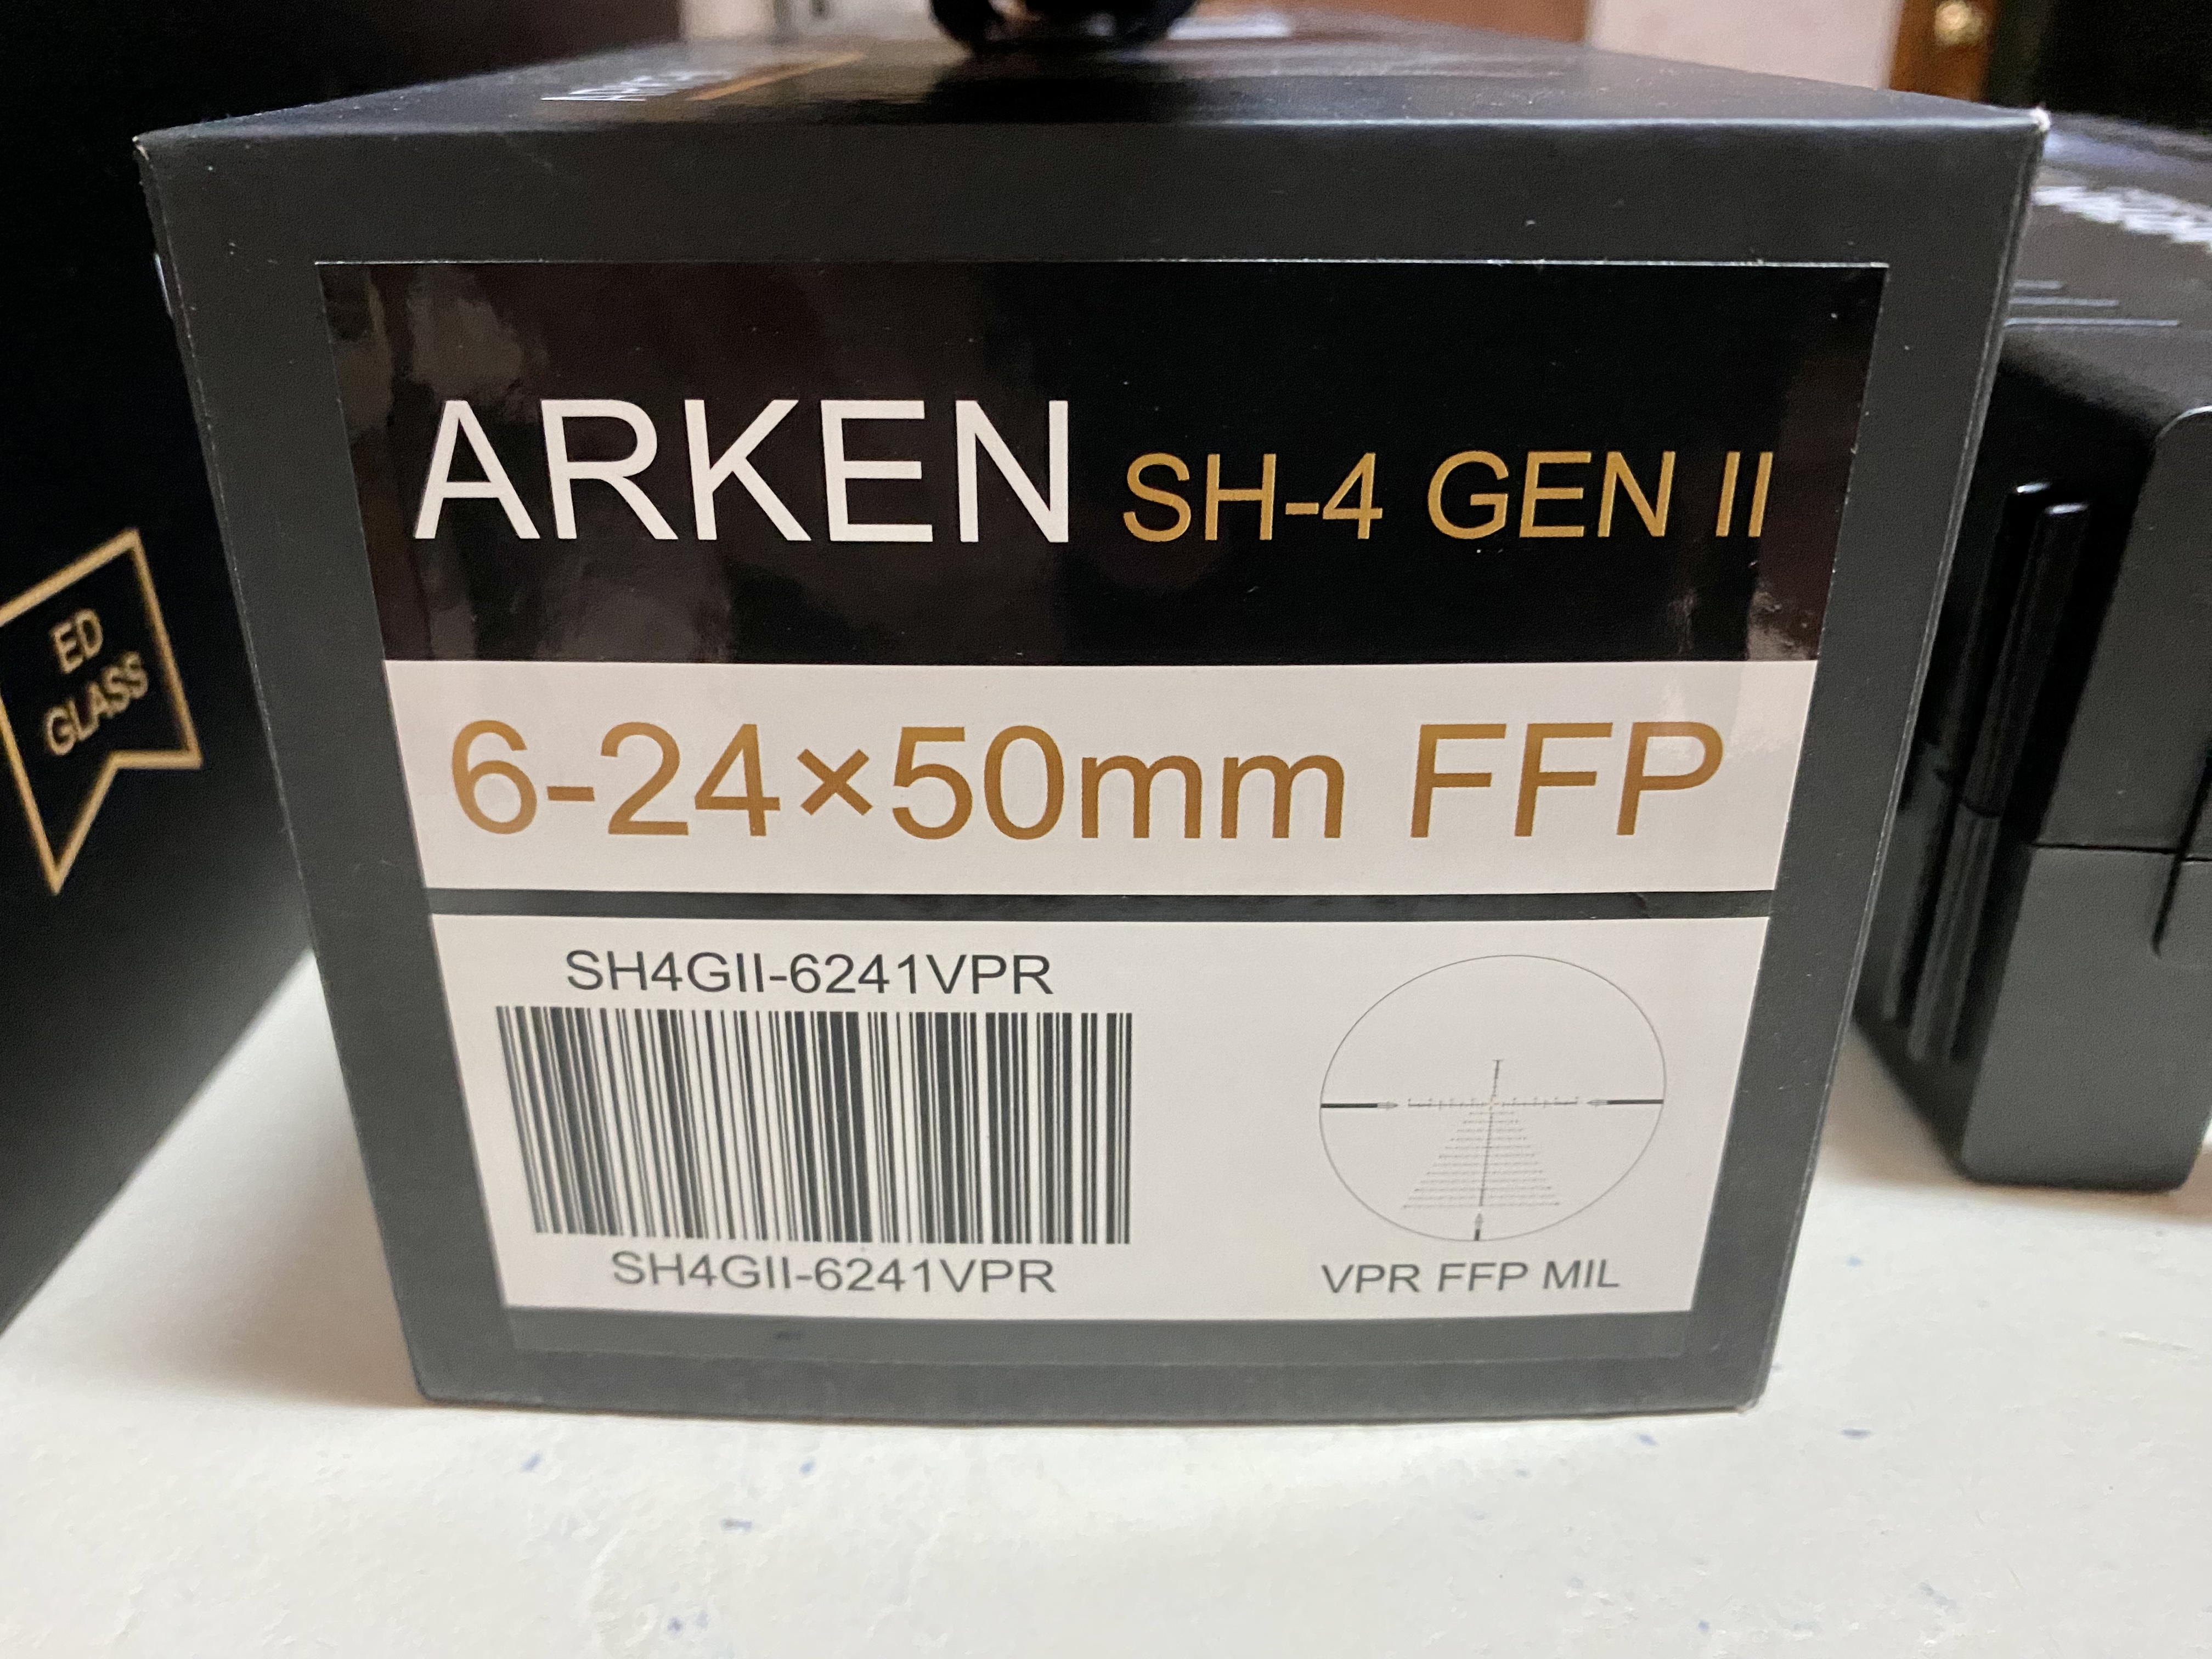 ED
GLASS
ARKEN SH-4 GEN II
6-24×50mm FFP
SH4GII-6241VPR
SH4GII-6241VPR
VPR FFP MIL